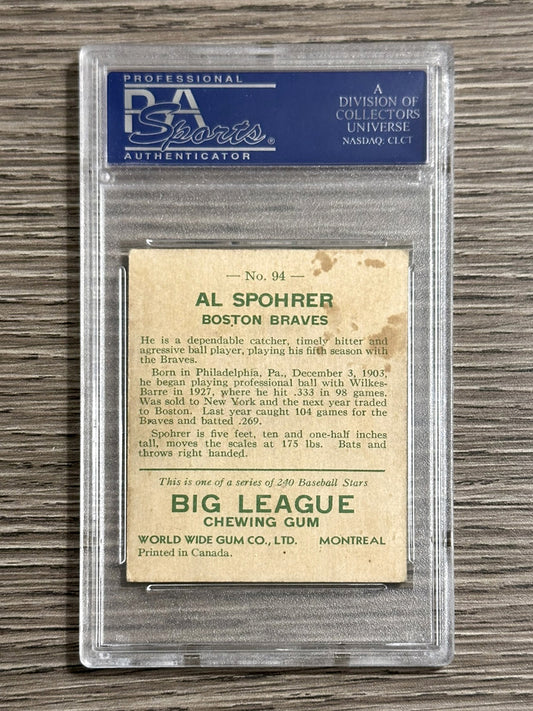 PROFESSIONAL
PSA
Sports®
AUTHENTICATOR
A
DIVISION OF
COLLECTORS
UNIVERSE
NASDAQ: CLCT
— No. 94 —
AL SPOHRER
BOSTON BRAVES
He is a dependable catcher, timely hitter and
agressive ball player, playing his fifth season with
the Braves.
Born in Philadelphia, Pa., December 3, 1903,
he began playing professional ball with Wilkes-
Barre in 1927, where he hit .333 in 98 games.
Was sold to New York and the next year traded
to Boston. Last year caught 104 games for the
Braves and batted .269.
Spohrer is five feet, ten and one-half inches
tall, moves the scales at 175 lbs. Bats and
throws right handed.
This is one of a series of 240 Baseball Stars
BIG LEAGUE
CHEWING GUM
WORLD WIDE GUM CO., LTD. MONTREAL
Printed in Canada.